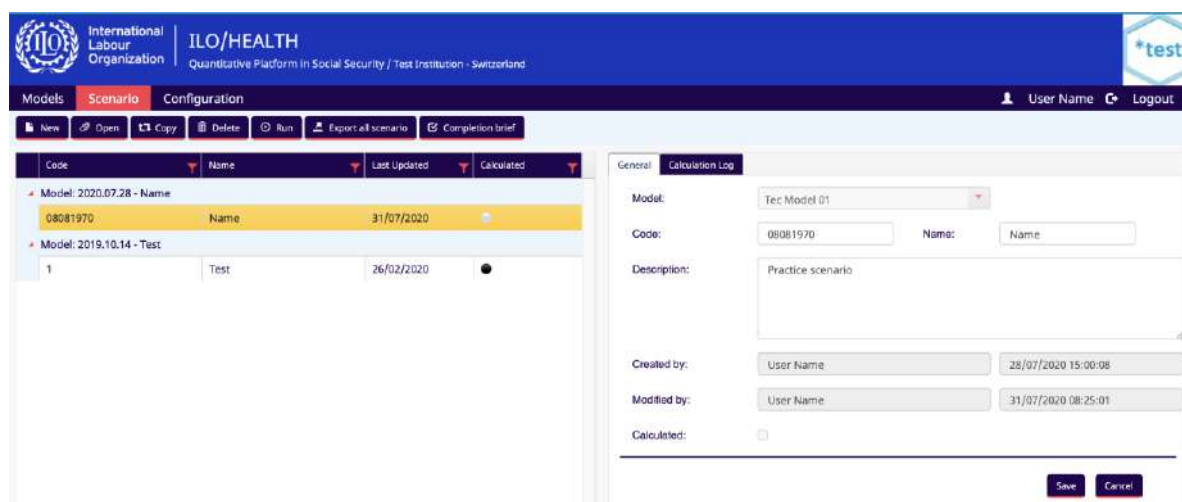 International
Labour
Organization
ILO/HEALTH
Quantitative Platform in Social Security / Test Institution - Switzerland
*test
Models Scenario Configuration User Name Logout
New Open Copy Delete Run Export all scenario Completion brief
Code Name Last Updated Calculated
Model: 2020.07.28 - Name
08081970 Name 31/07/2020
Model: 2019.10.14 - Test
1 Test 26/02/2020
General Calculation Log
Model: Tec Model 01
Code: 08081970 Name: Name
Description: Practice scenario
Created by: User Name 28/07/2020 15:00:08
Modified by: User Name 31/07/2020 08:25:01
Calculated:
Save Cancel